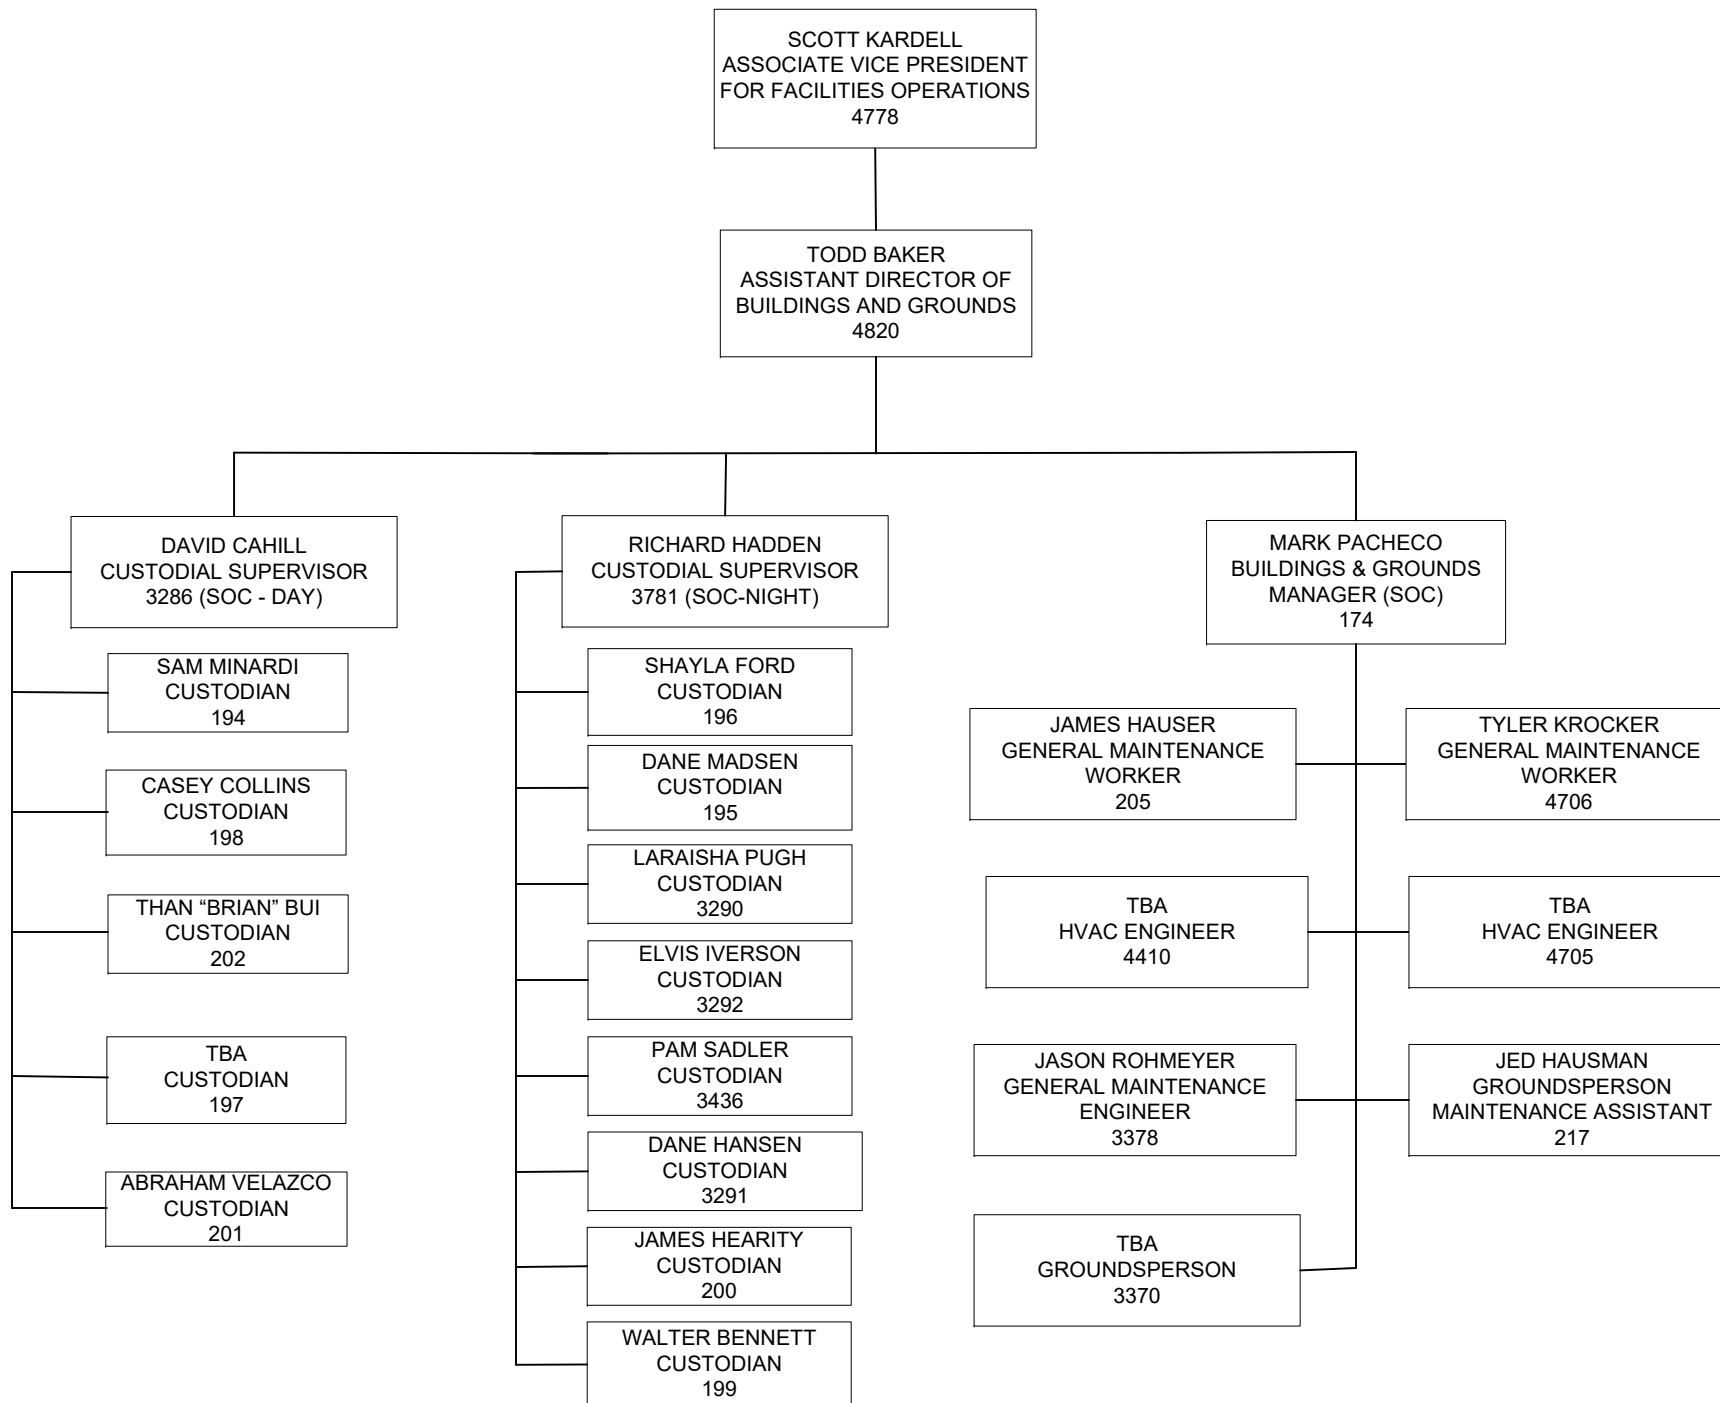 SCOTT KARDELL
ASSOCIATE VICE PRESIDENT
FOR FACILITIES OPERATIONS
4778
TODD BAKER
ASSISTANT DIRECTOR OF
BUILDINGS AND GROUNDS
4820
DAVID CAHILL
CUSTODIAL SUPERVISOR
3286 (SOC - DAY)
SAM MINARDI
CUSTODIAN
194
CASEY COLLINS
CUSTODIAN
198
THAN “BRIAN” BUI
CUSTODIAN
202
TBA
CUSTODIAN
197
ABRAHAM VELAZCO
CUSTODIAN
201
RICHARD HADDEN
CUSTODIAL SUPERVISOR
3781 (SOC-NIGHT)
SHAYLA FORD
CUSTODIAN
196
DANE MADSEN
CUSTODIAN
195
LARAISHA PUGH
CUSTODIAN
3290
ELVIS IVERSON
CUSTODIAN
3292
PAM SADLER
CUSTODIAN
3436
DANE HANSEN
CUSTODIAN
3291
JAMES HEARITY
CUSTODIAN
200
WALTER BENNETT
CUSTODIAN
199
MARK PACHECO
BUILDINGS & GROUNDS
MANAGER (SOC)
174
JAMES HAUSER
GENERAL MAINTENANCE
WORKER
205
TYLER KROCKER
GENERAL MAINTENANCE
WORKER
4706
TBA
HVAC ENGINEER
4410
TBA
HVAC ENGINEER
4705
JASON ROHMEYER
GENERAL MAINTENANCE
ENGINEER
3378
JED HAUSMAN
GROUNDSPERSON
MAINTENANCE ASSISTANT
217
TBA
GROUNDSPERSON
3370